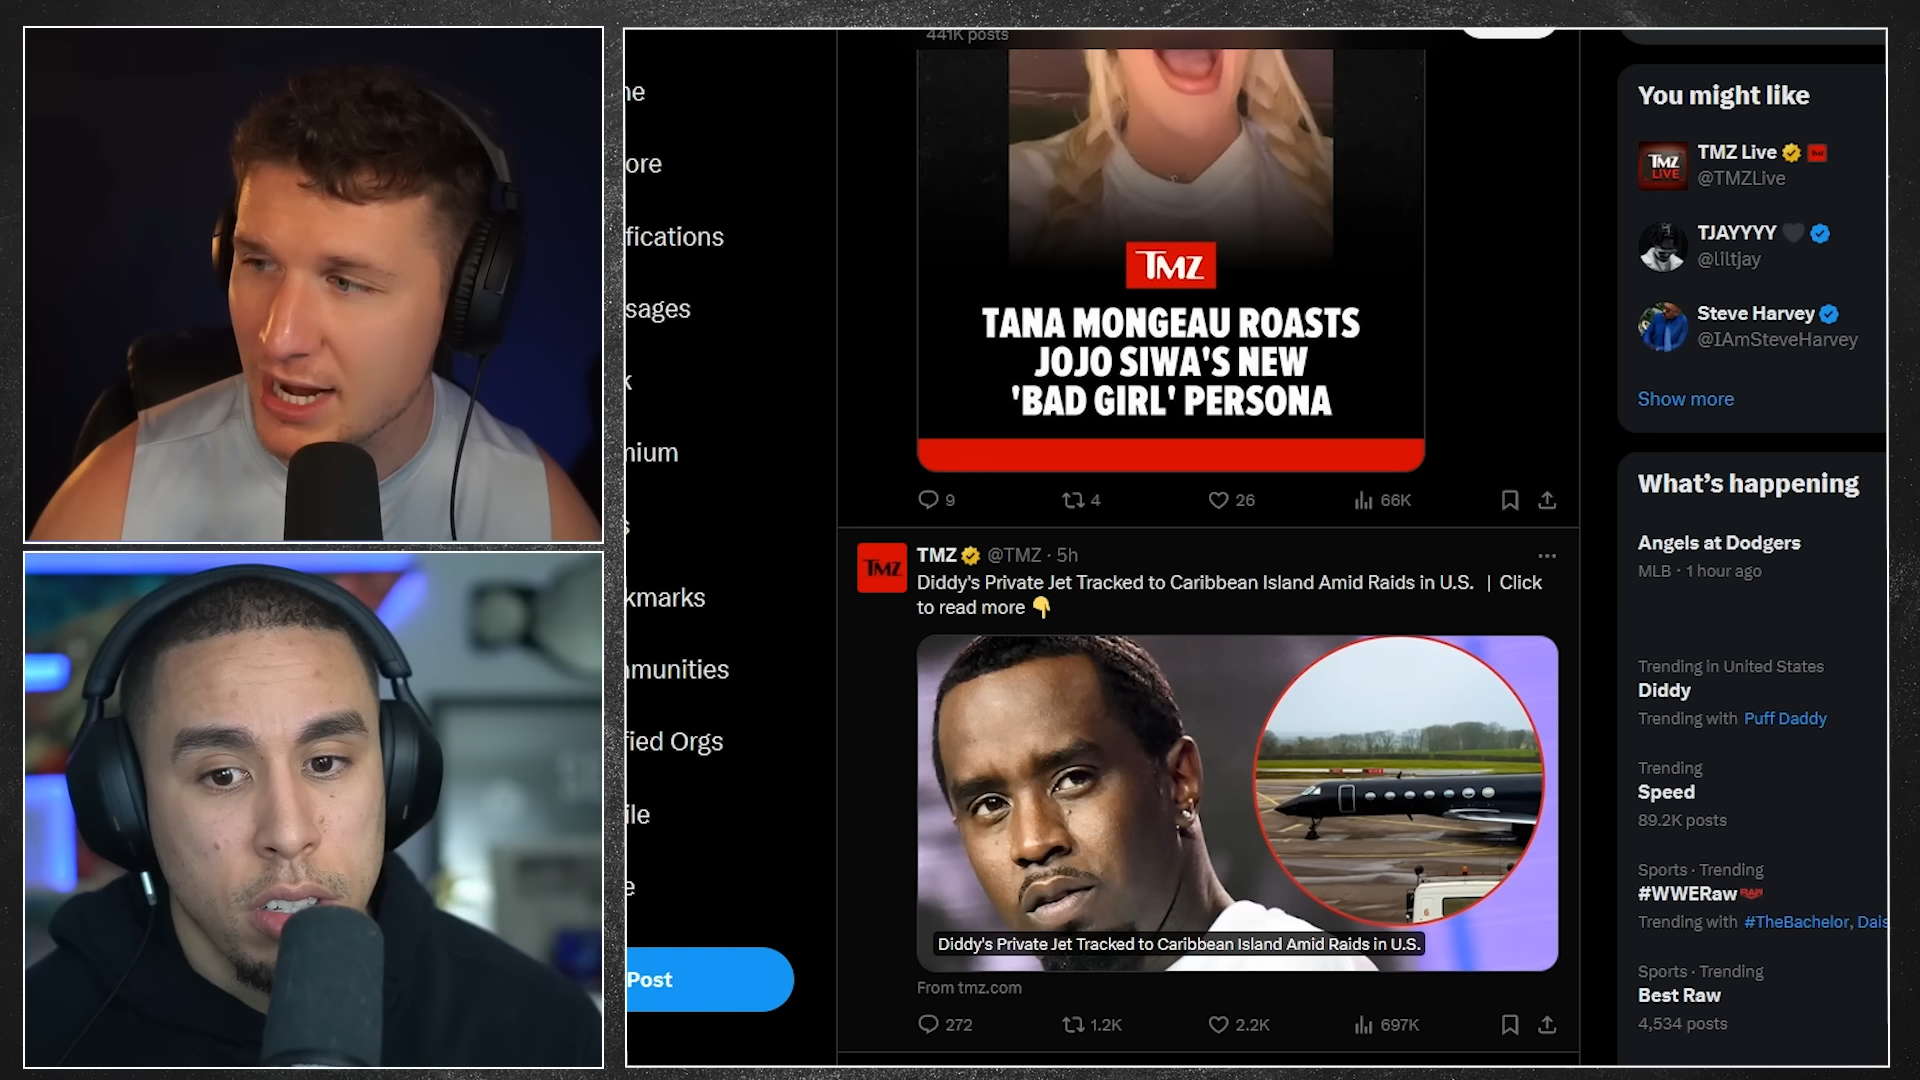 441K posts
TMZ
TANA MONGEAU ROASTS
JOJO SIWA'S NEW
'BAD GIRL' PERSONA
9
4
26
66K
TMZ @TMZ · 5h
Diddy's Private Jet Tracked to Caribbean Island Amid Raids in U.S. | Click
to read more 👇
TMZ
Diddy's Private Jet Tracked to Caribbean Island Amid Raids in U.S.
From tmz.com
272
1.2K
2.2K
697K
ne
ore
fications
sages
k
nium
s
kmarks
mmunities
fied Orgs
ile
e
Post
You might like
TMZ LIVE
TMZ Live
@TMZLive
TJAYYYY
@liltjay
Steve Harvey
@IAmSteveHarvey
Show more
What's happening
Angels at Dodgers
MLB · 1 hour ago
Trending in United States
Diddy
Trending with Puff Daddy
Trending
Speed
89.2K posts
Sports · Trending
#WWERaw
Trending with #TheBachelor, Dais
Sports · Trending
Best Raw
4,534 posts